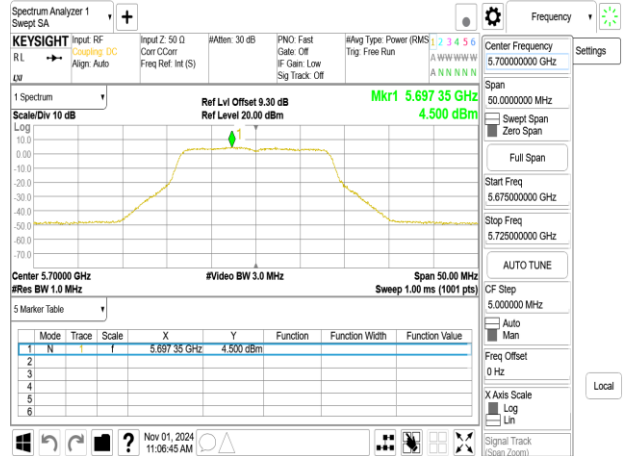 Spectrum Analyzer 1
Swept SA
KEYSIGHT
RL
Input: RF
Coupling: DC
Align: Auto
Input Z: 50 Ω
Corr CCorr
Freq Ref: Int (S)
#Atten: 30 dB
PNO: Fast
Gate: Off
IF Gain: Low
Sig Track: Off
#Avg Type: Power (RMS
Trig: Free Run
1 2 3 4 5 6
A W W W W W
A N N N N N
1 Spectrum
Scale/Div 10 dB
Ref Lvl Offset 9.30 dB
Ref Level 20.00 dBm
Mkr1 5.697 35 GHz
4.500 dBm
Log
10.0
0.00
-10.0
-20.0
-30.0
-40.0
-50.0
-60.0
-70.0
1
Center 5.70000 GHz
#Video BW 3.0 MHz
Span 50.00 MHz
#Res BW 1.0 MHz
Sweep 1.00 ms (1001 pts)
5 Marker Table
Mode Trace Scale X Y Function Function Width Function Value
1 N 1 f 5.697 35 GHz 4.500 dBm
2
3
4
5
6
Nov 01, 2024
11:06:45 AM
?
Frequency
Settings
Center Frequency
5.700000000 GHz
Span
50.0000000 MHz
Swept Span
Zero Span
Full Span
Start Freq
5.675000000 GHz
Stop Freq
5.725000000 GHz
AUTO TUNE
CF Step
5.000000 MHz
Auto
Man
Freq Offset
0 Hz
X Axis Scale
Log
Lin
Signal Track
(Span Zoom)
Local